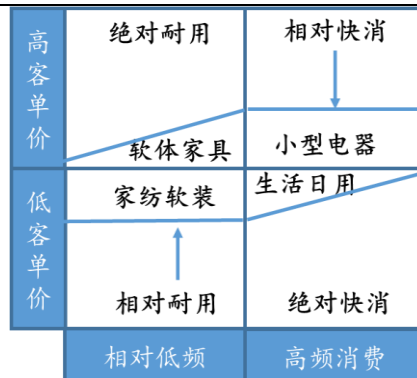 高客单价
绝对耐用
相对快消
软体家具
小型电器
低客单价
家纺软装
生活日用
相对耐用
绝对快消
相对低频
高频消费